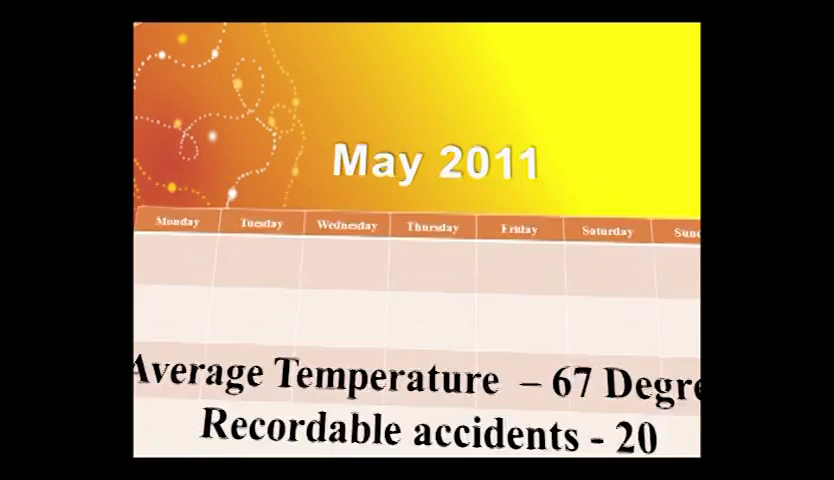 May 2011
Monday Tuesday Wednesday Thursday Friday Saturday
Average Temperature – 67
Recordable accidents - 20